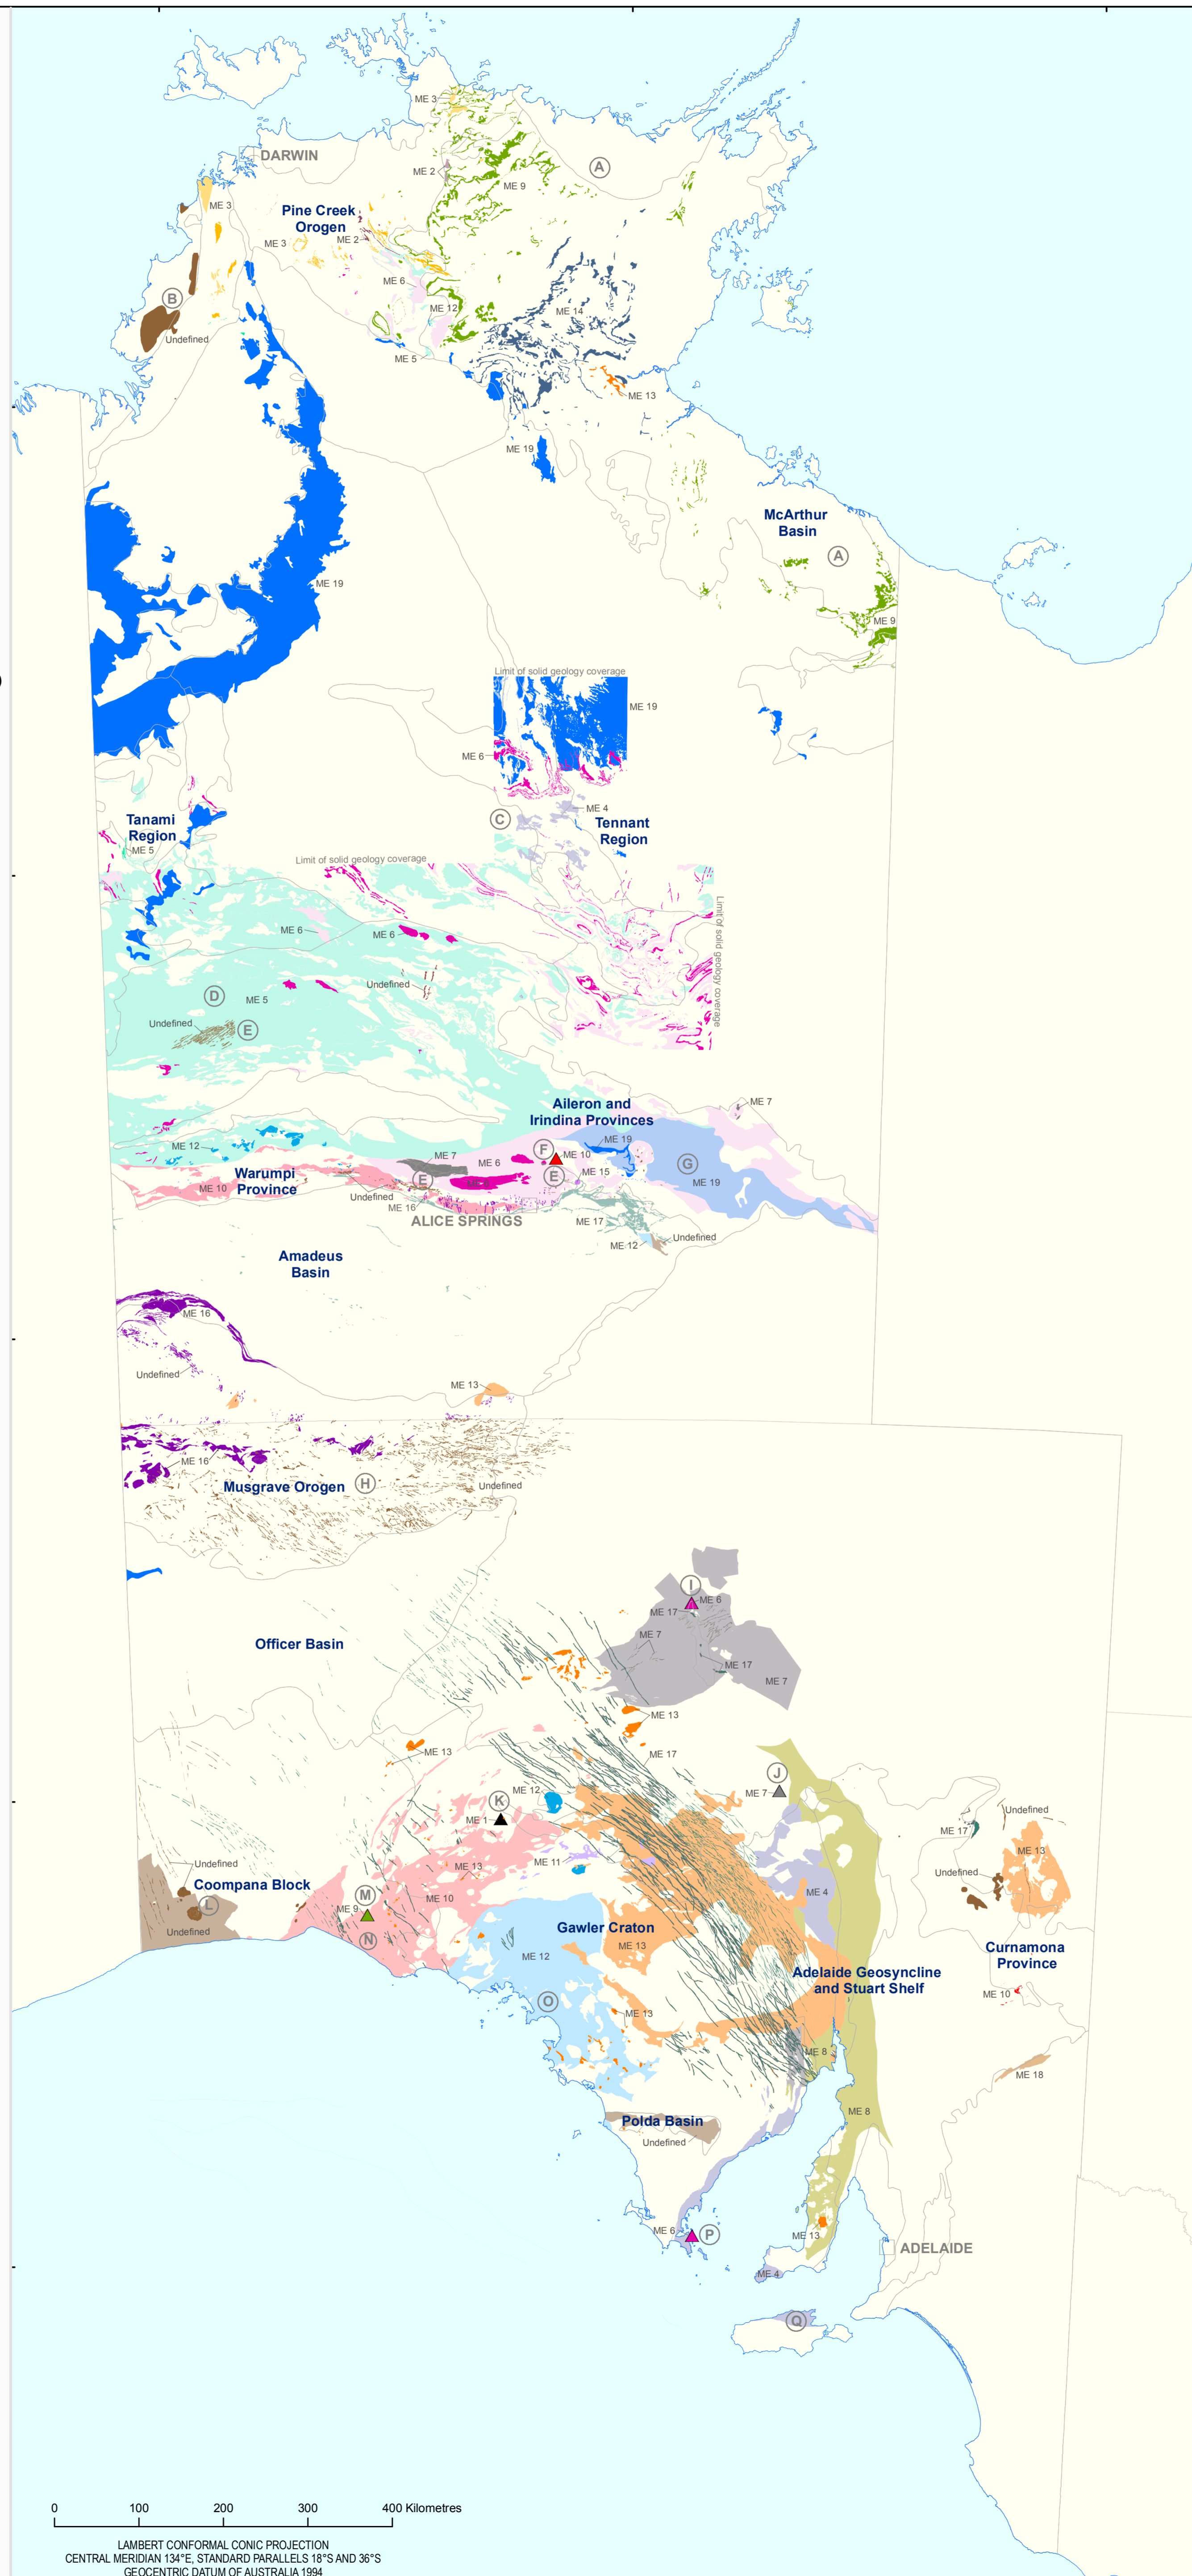 ME 3
DARWIN
A
ME 2
ME 9
ME 3
Pine Creek
Orogen
ME 2
ME 3
ME 6
B
ME 12
ME 14
Undefined
ME 5
ME 13
ME 19
McArthur
Basin
A
ME 19
ME 9
Limit of solid geology coverage
ME 19
ME 6
ME 4
C
Tanami
Region
Tennant
Region
ME 5
Limit of solid geology coverage
Limit of solid geology coverage
ME 6
ME 6
Undefined
D
ME 5
Undefined
E
Aileron and
Irindina Provinces
ME 7
ME 12
ME 19
F
ME 7
ME 6
ME 10
G
Warumpi
Province
E
E
ME 15
ME 19
ME 10
Undefined
ME 16
ALICE SPRINGS
ME 17
Undefined
ME 12
Amadeus
Basin
ME 16
Undefined
ME 13
ME 16
Musgrave Orogen
H
Undefined
I
ME 6
ME 17
ME 7
Officer Basin
ME 17
ME 7
ME 13
ME 13
ME 17
J
ME 12
ME 7
K
ME 1
Undefined
ME 17
ME 13
ME 11
Undefined
ME 13
Undefined
Coompana Block
M
ME 10
ME 4
L
ME 9
Undefined
N
Gawler Craton
ME 13
ME 12
Curnamona
Province
Adelaide Geosyncline
and Stuart Shelf
ME 10
O
ME 13
ME 8
ME 18
ME 8
Polda Basin
Undefined
ME 6
P
ME 13
ADELAIDE
ME 4
Q
0 100 200 300 400 Kilometres
LAMBERT CONFORMAL CONIC PROJECTION
CENTRAL MERIDIAN 134°E, STANDARD PARALLELS 18°S AND 36°S
GEOCENTRIC DATUM OF AUSTRALIA 1994